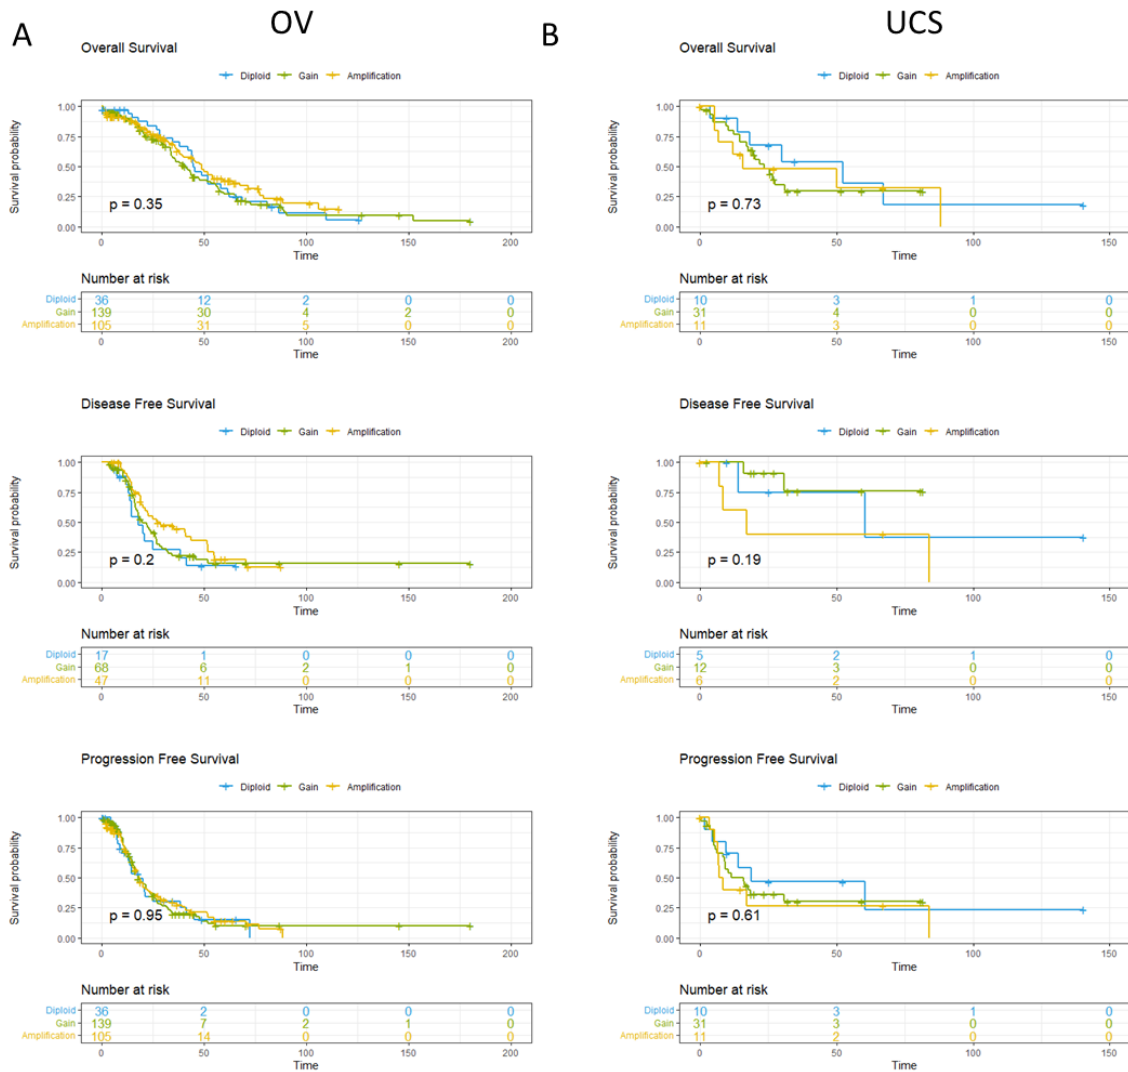 A
OV
Overall Survival
Diploid Gain Amplification
Survival probability
1.00
0.75
0.50
0.25
0.00
p = 0.35
0 50 100 150 200
Time
Number at risk
Diploid 36 12 2 0 0
Gain 139 30 4 2 0
Amplification 105 31 5 0 0
0 50 100 150 200
Time
Disease Free Survival
Diploid Gain Amplification
Survival probability
1.00
0.75
0.50
0.25
0.00
p = 0.2
0 50 100 150 200
Time
Number at risk
Diploid 17 1 0 0 0
Gain 68 6 2 1 0
Amplification 47 11 0 0 0
0 50 100 150 200
Time
Progression Free Survival
Diploid Gain Amplification
Survival probability
1.00
0.75
0.50
0.25
0.00
p = 0.95
0 50 100 150 200
Time
Number at risk
Diploid 36 2 0 0 0
Gain 139 7 2 1 0
Amplification 105 14 0 0 0
0 50 100 150 200
Time
B
UCS
Overall Survival
Diploid Gain Amplification
Survival probability
1.00
0.75
0.50
0.25
0.00
p = 0.73
0 50 100 150
Time
Number at risk
Diploid 10 3 1 0
Gain 31 4 0 0
Amplification 11 3 0 0
0 50 100 150
Time
Disease Free Survival
Diploid Gain Amplification
Survival probability
1.00
0.75
0.50
0.25
0.00
p = 0.19
0 50 100 150
Time
Number at risk
Diploid 5 2 1 0
Gain 12 3 0 0
Amplification 6 2 0 0
0 50 100 150
Time
Progression Free Survival
Diploid Gain Amplification
Survival probability
1.00
0.75
0.50
0.25
0.00
p = 0.61
0 50 100 150
Time
Number at risk
Diploid 10 3 1 0
Gain 31 3 0 0
Amplification 11 2 0 0
0 50 100 150
Time